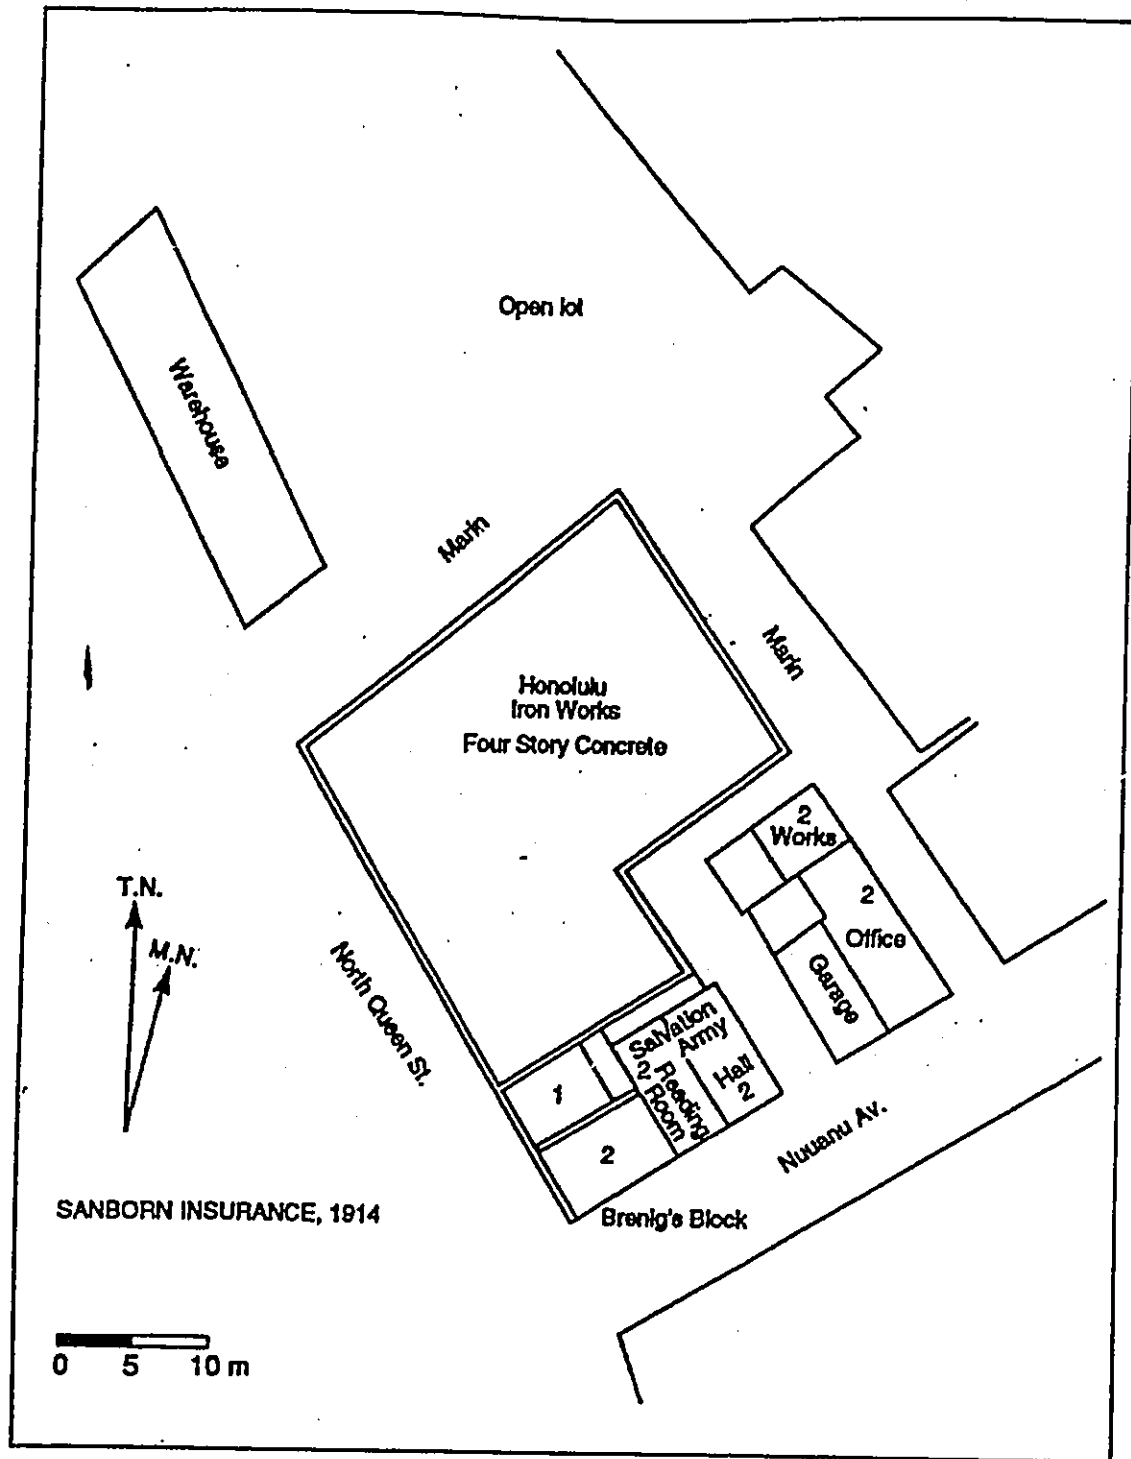 Open lot
Warehouse
Marin
Marin
Honolulu
Iron Works
Four Story Concrete
2
Works
2
Office
Garage
T.N.
M.N.
North Queen St.
Salvation
Army
2 Reading
Room
Hall
2
1
2
Nuuanu Av.
Brenig's Block
SANBORN INSURANCE, 1914
0 5 10 m